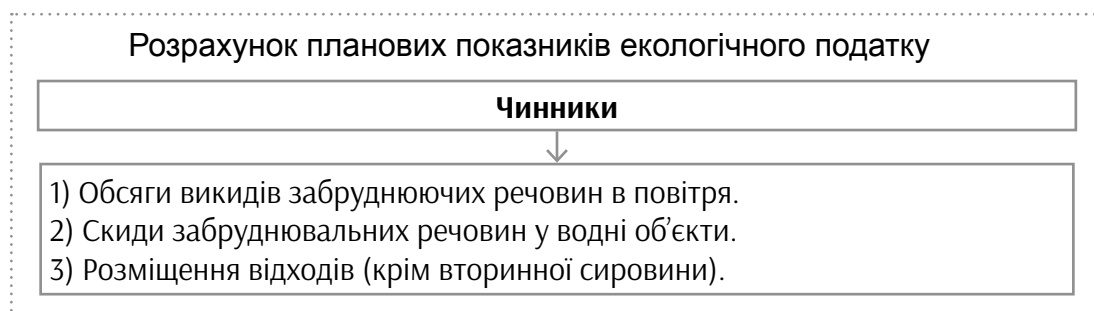 Розрахунок планових показників екологічного податку
Чинники
1) Обсяги викидів забруднюючих речовин в повітря.
2) Скиди забруднювальних речовин у водні об’єкти.
3) Розміщення відходів (крім вторинної сировини).